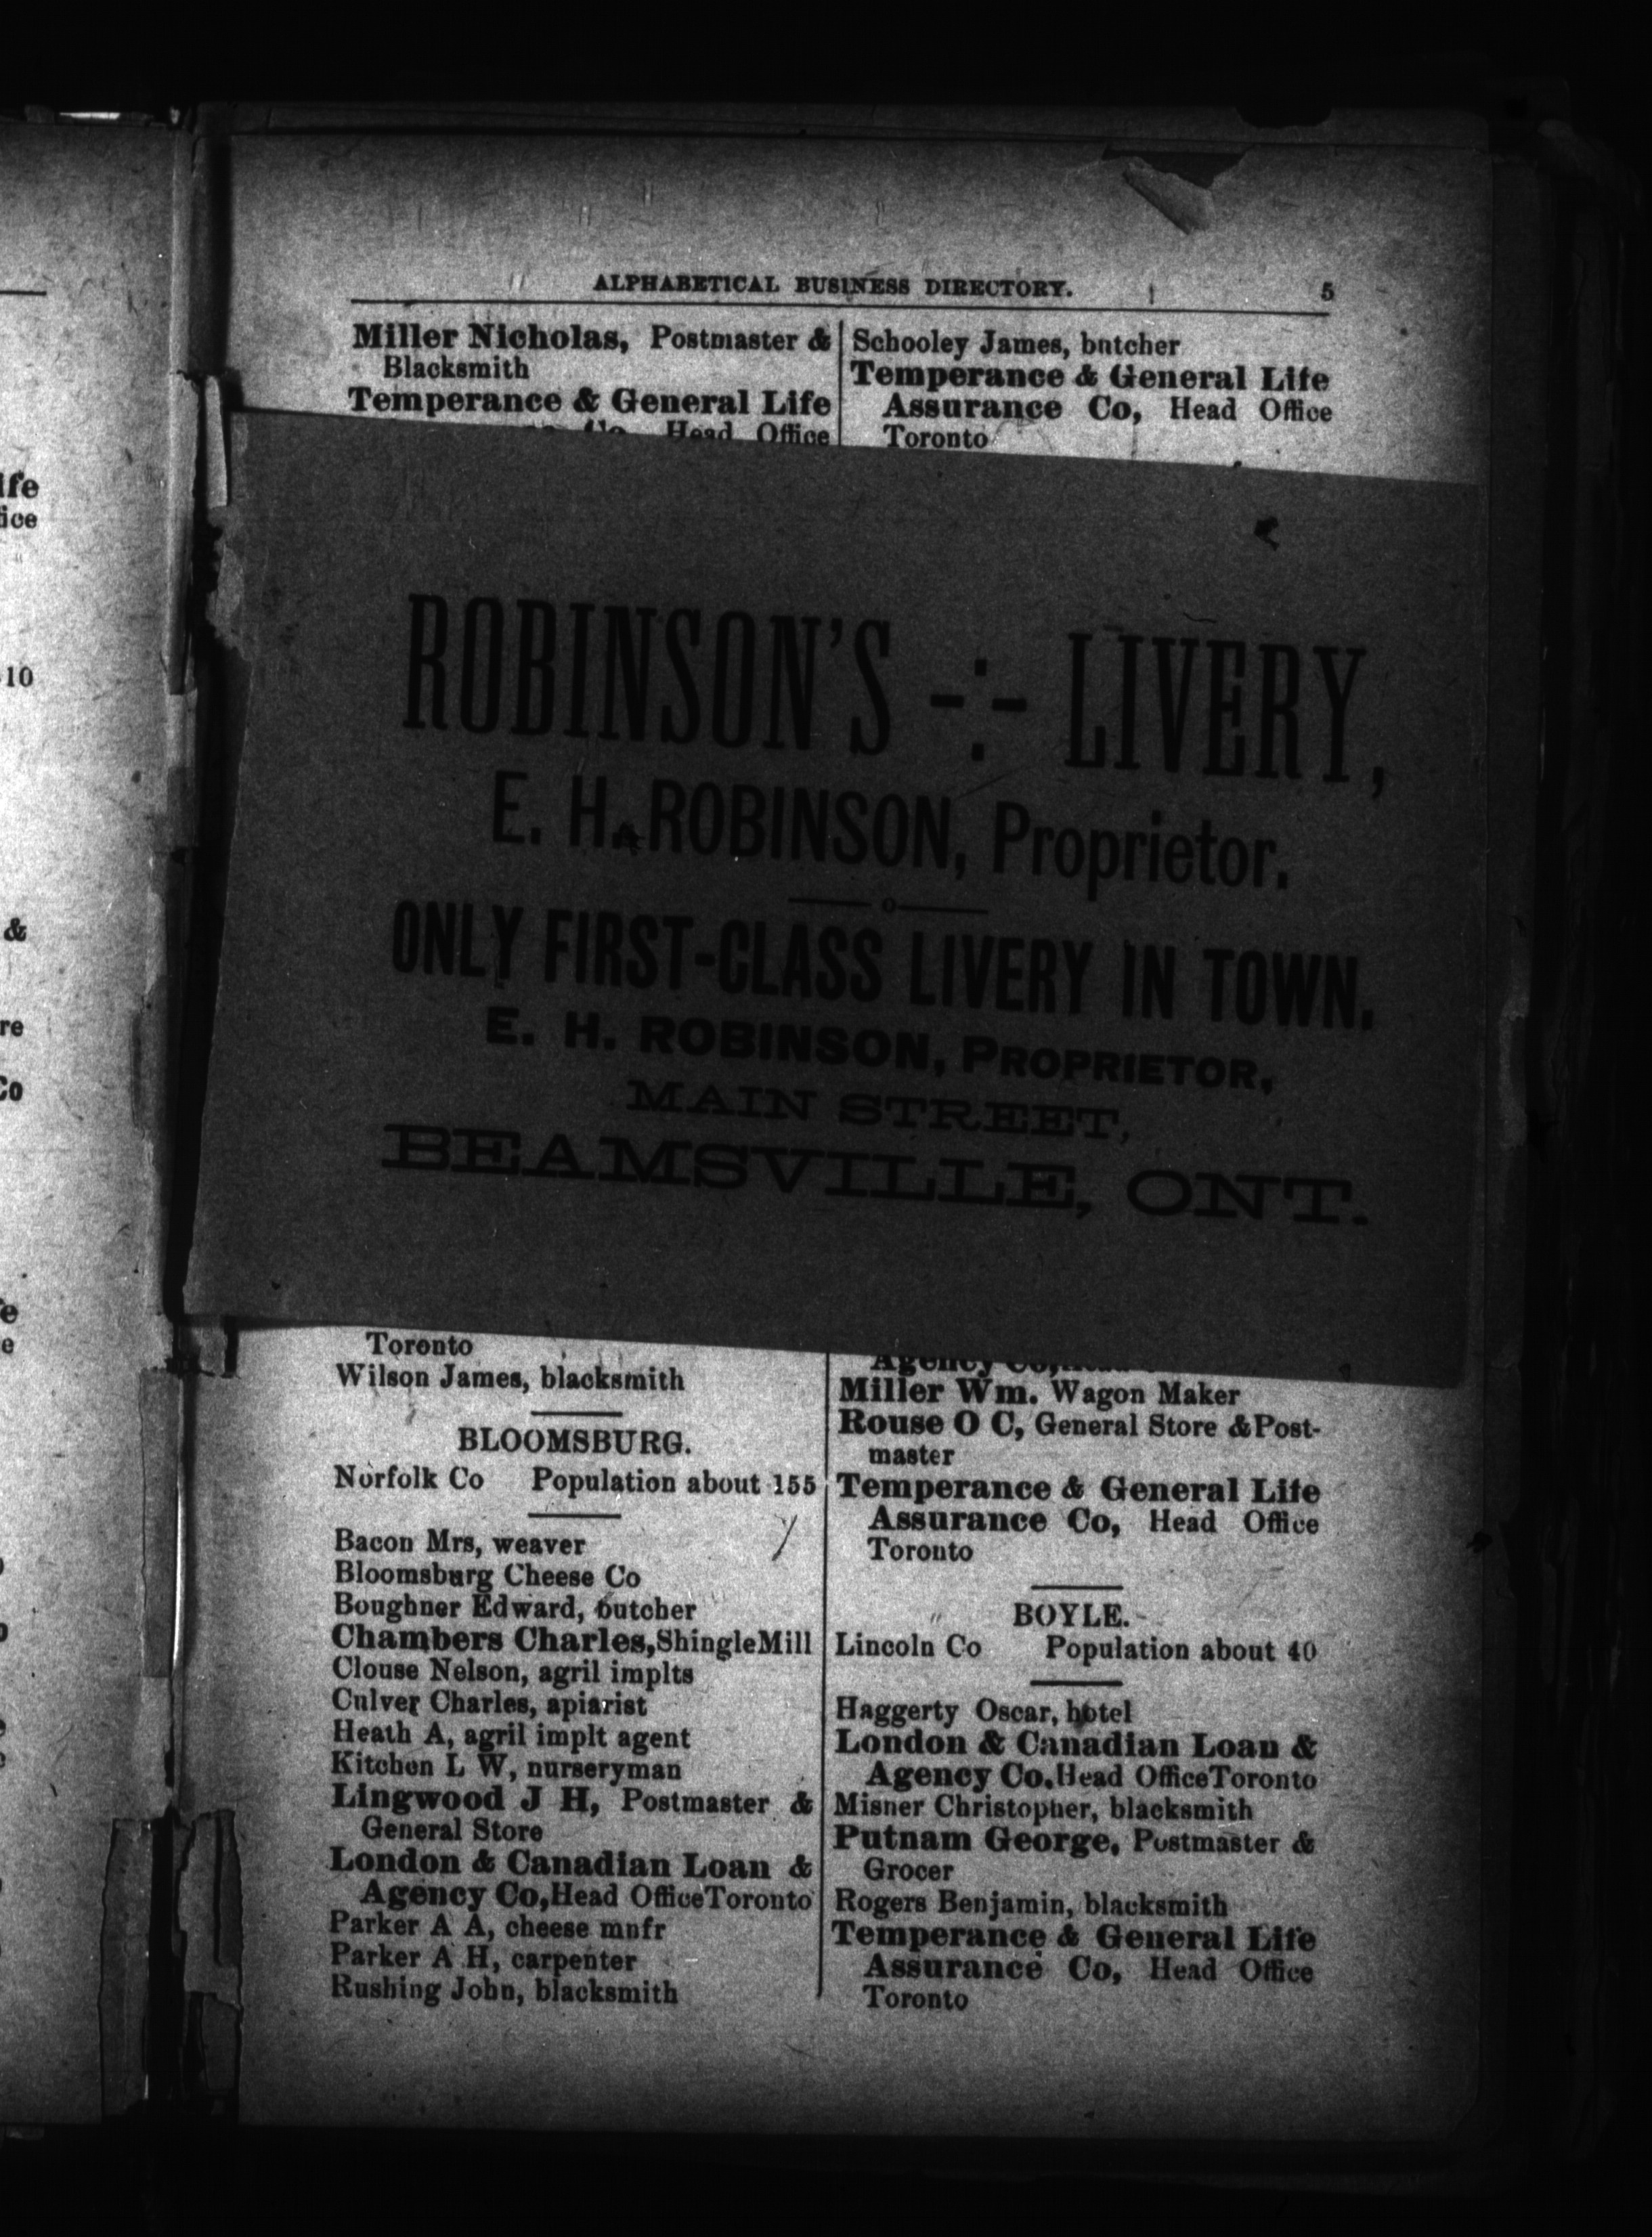 ALPHABETICAL BUSINESS DIRECTORY. 5
Miller Nicholas, Postmaster &
Blacksmith
Temperance & General Life
Head Office
Schooley James, butcher
Temperance & General Life
Assurance Co, Head Office
Toronto
ROBINSON'S -:- LIVERY,
E. H. ROBINSON, Proprietor.
ONLY FIRST-CLASS LIVERY IN TOWN.
E. H. ROBINSON, PROPRIETOR,
MAIN STREET,
BEAMSVILLE, ONT.
Toronto
Wilson James, blacksmith
BLOOMSBURG.
Norfolk Co Population about 155
Bacon Mrs, weaver
Bloomsburg Cheese Co
Boughner Edward, butcher
Chambers Charles,ShingleMill
Clouse Nelson, agril implts
Culver Charles, apiarist
Heath A, agril implt agent
Kitchen L W, nurseryman
Lingwood J H, Postmaster &
General Store
London & Canadian Loan &
Agency Co,Head OfficeToronto
Parker A A, cheese mnfr
Parker A H, carpenter
Rushing John, blacksmith
Agency Co,
Miller Wm. Wagon Maker
Rouse O C, General Store &Post-
master
Temperance & General Life
Assurance Co, Head Office
Toronto
BOYLE.
Lincoln Co Population about 40
Haggerty Oscar, hotel
London & Canadian Loan &
Agency Co.Head OfficeToronto
Misner Christopher, blacksmith
Putnam George, Postmaster &
Grocer
Rogers Benjamin, blacksmith
Temperance & General Life
Assurance Co, Head Office
Toronto